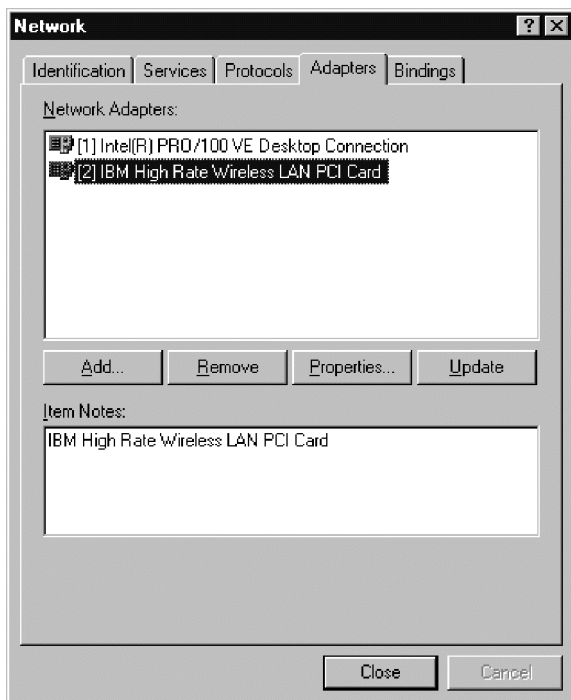 Network
Identification Services Protocols Adapters Bindings
Network Adapters:
[1] Intel(R) PRO/100 VE Desktop Connection
[2] IBM High Rate Wireless LAN PCI Card
Add... Remove Properties... Update
Item Notes:
IBM High Rate Wireless LAN PCI Card
Close Cancel